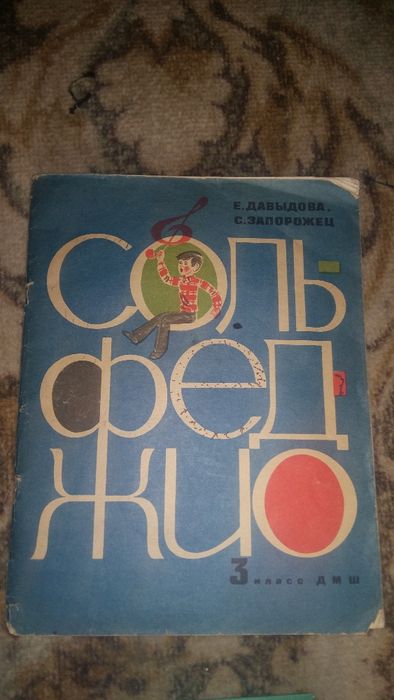 Е. ДАВЫДОВА,
С. ЗАПОРОЖЕЦ
СОЛЬ-
ФЕД
ЖИО
3 класс ДМШ